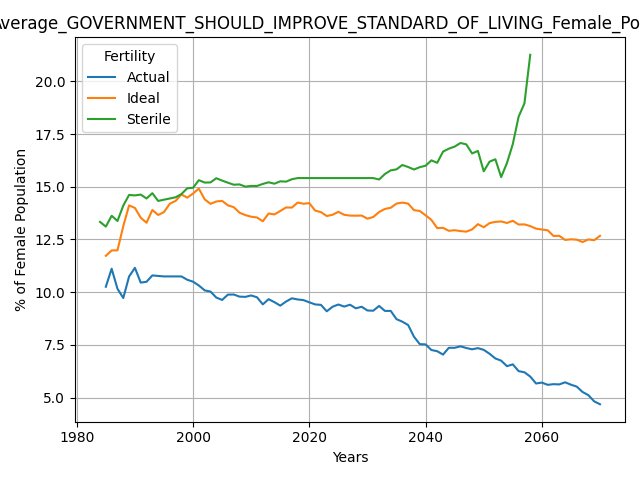 Average_GOVERNMENT_SHOULD_IMPROVE_STANDARD_OF_LIVING_Female_Po
Fertility
Actual
Ideal
Sterile
% of Female Population
20.0
17.5
15.0
12.5
10.0
7.5
5.0
1980 2000 2020 2040 2060
Years